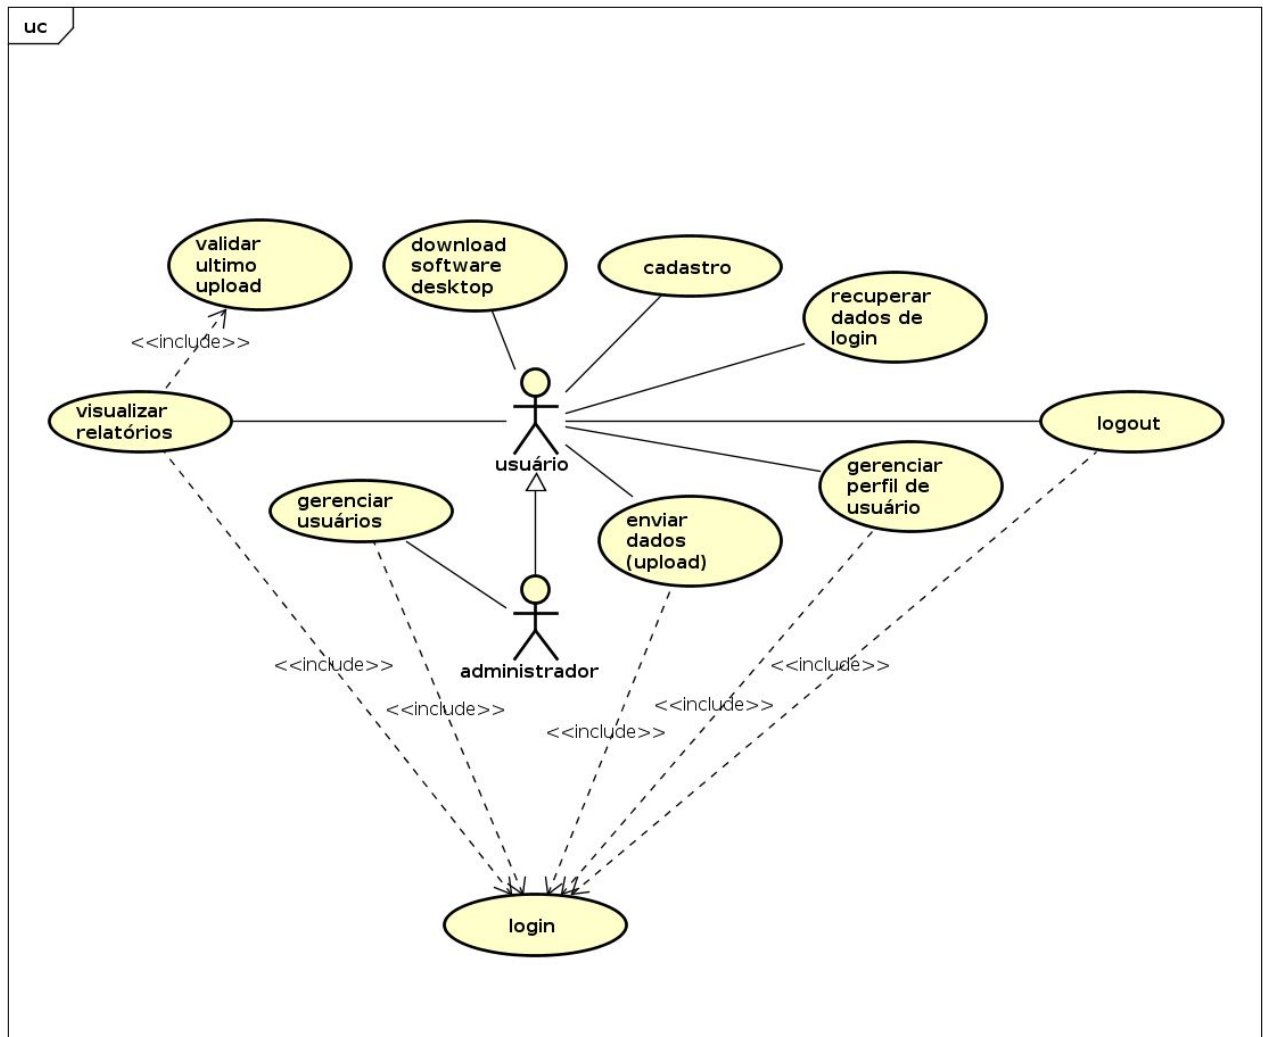 uc
validar
ultimo
upload
download
software
desktop
cadastro
recuperar
dados de
login
<<include>>
visualizar
relatórios
logout
usuário
gerenciar
perfil de
usuário
gerenciar
usuários
enviar
dados
(upload)
administrador
<<include>>
<<include>>
<<include>>
<<include>>
<<include>>
login